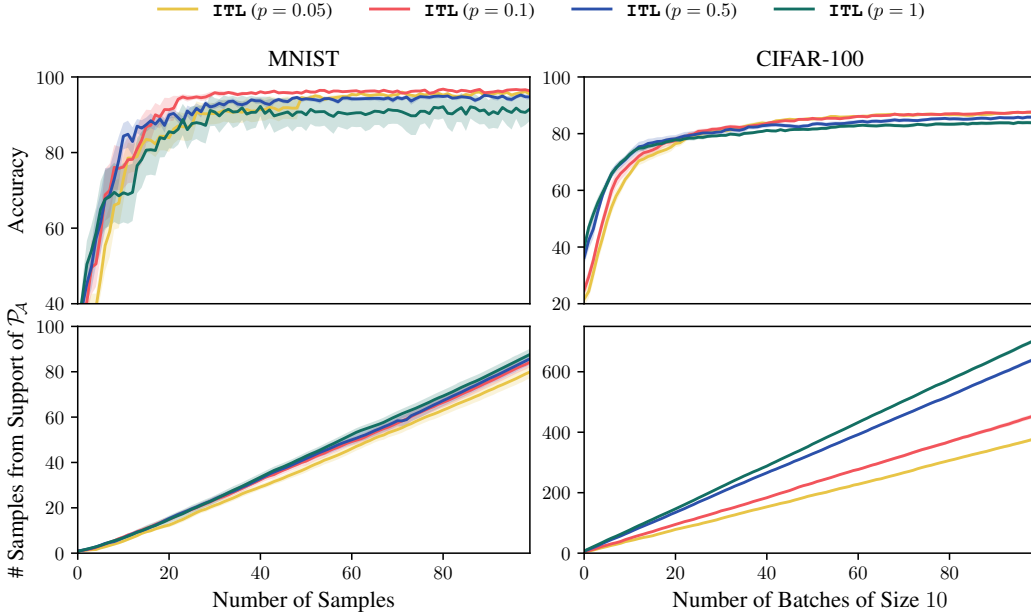 ITL (p = 0.05) ITL (p = 0.1) ITL (p = 0.5) ITL (p = 1)
MNIST CIFAR-100
Accuracy
100
80
60
40
100
80
60
40
20
# Samples from Support of 𝒫_𝒜
100
80
60
40
20
0
600
400
200
0
0 20 40 60 80
0 20 40 60 80
Number of Samples Number of Batches of Size 10